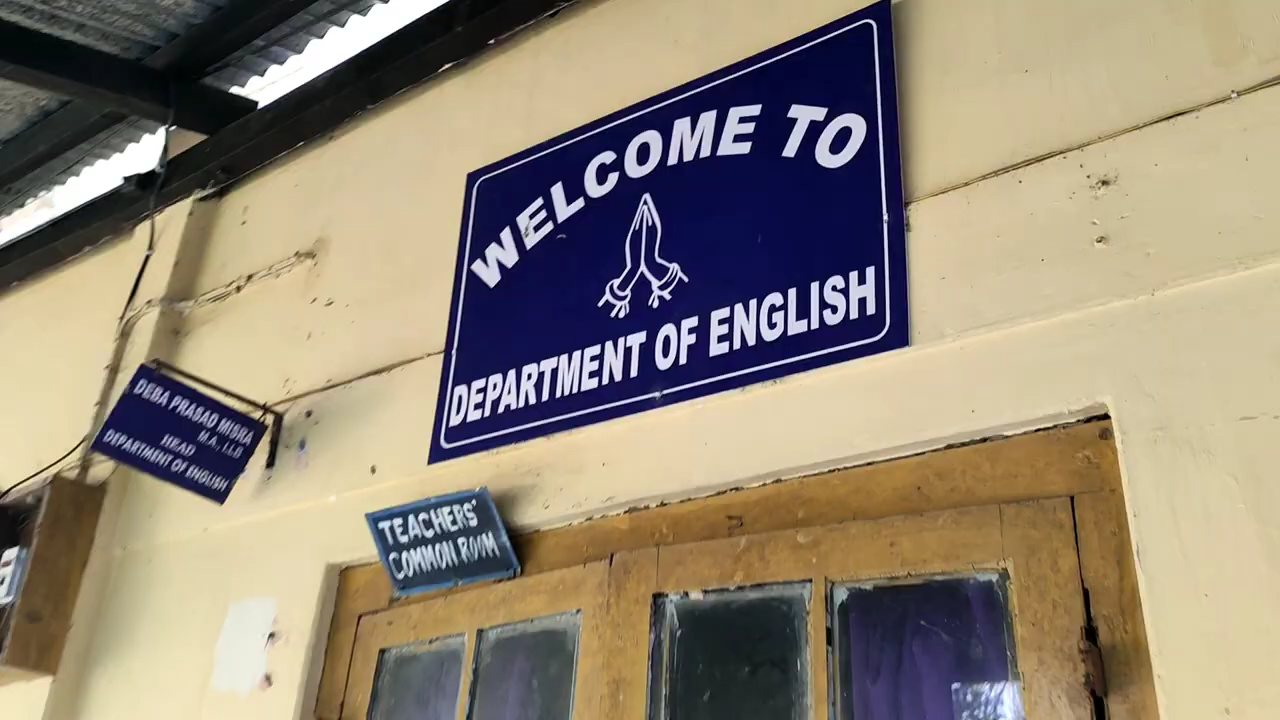 WELCOME TO
DEPARTMENT OF ENGLISH
DEBA PRASAD MISRA
M.A., LLB
HEAD
DEPARTMENT OF ENGLISH
TEACHERS'
COMMON ROOM